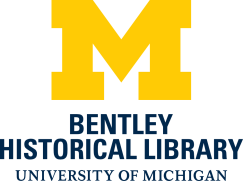 M
BENTLEY
HISTORICAL LIBRARY
UNIVERSITY OF MICHIGAN